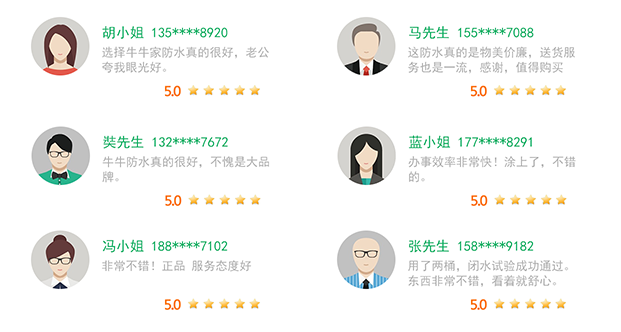 胡小姐 135****8920
选择牛牛家防水真的很好，老公
夸我眼光好。
5.0
马先生 155****7088
这防水真的是物美价廉，送货服
务也是一流，感谢，值得购买
5.0
奘先生 132****7672
牛牛防水真的很好，不愧是大品
牌。
5.0
蓝小姐 177****8291
办事效率非常快！涂上了，不错
的。
5.0
冯小姐 188****7102
非常不错！正品 服务态度好
5.0
张先生 158****9182
用了两桶，闭水试验成功通过。
东西非常不错，看着就舒心。
5.0